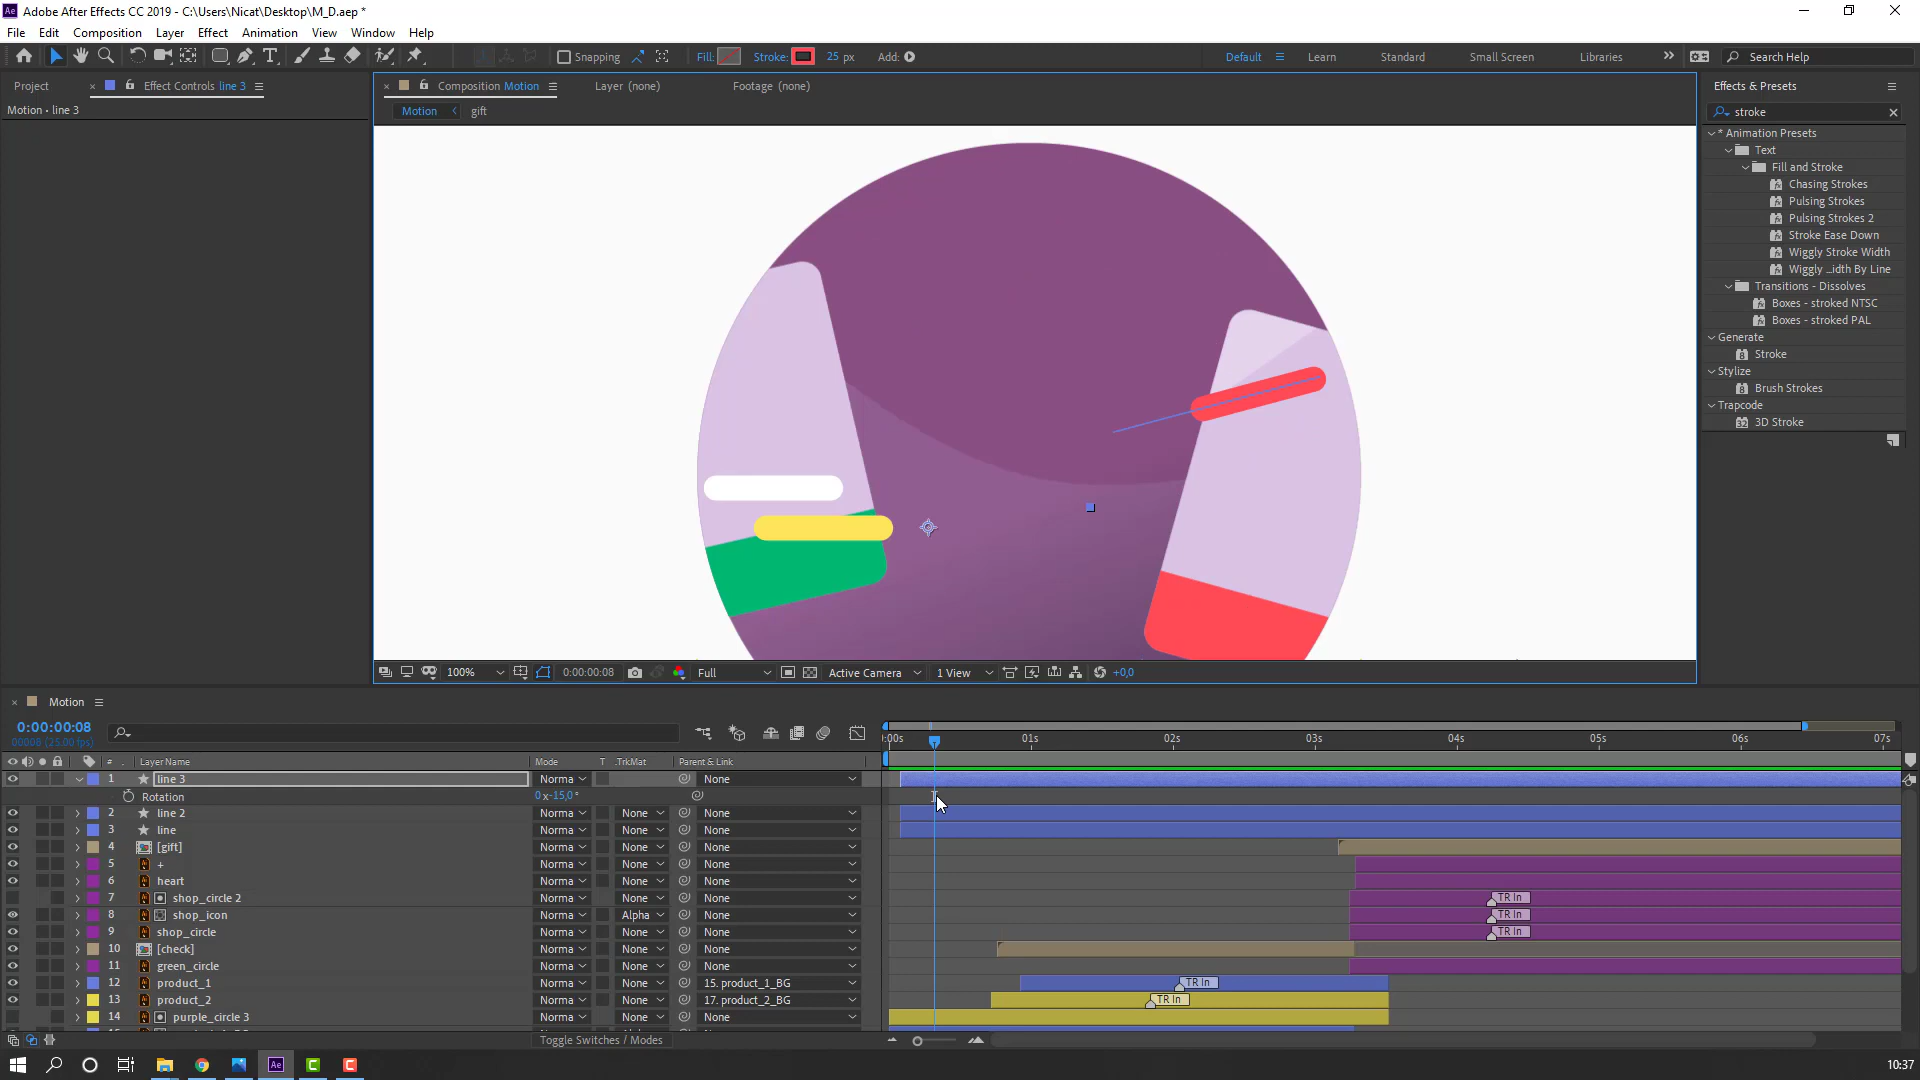 Adobe After Effects CC 2019 - C:\Users\Nicat\Desktop\M_D.aep *
File Edit Composition Layer Effect Animation View Window Help
Snapping Fill: Stroke: 25 px Add: Default Learn Standard Small Screen Libraries Search Help
Project Effect Controls line 3 Composition Motion Layer (none) Footage (none) Effects & Presets
Motion • line 3 Motion gift stroke
* Animation Presets
Text
Fill and Stroke
Chasing Strokes
Pulsing Strokes
Pulsing Strokes 2
Stroke Ease Down
Wiggly Stroke Width
Wiggly ...idth By Line
Transitions - Dissolves
Boxes - stroked NTSC
Boxes - stroked PAL
Generate
Stroke
Stylize
Brush Strokes
Trapcode
3D Stroke
100% 0:00:00:08 Full Active Camera 1 View +0,0
Motion
0:00:00:08
00008 (25.00 fps)
:00s 01s 02s 03s 04s 05s 06s 07s
# . Layer Name Mode T .TrkMat Parent & Link
1 line 3 Norma None
Rotation 0x-15,0°
2 line 2 Norma None None
3 line Norma None None
4 [gift] Norma None None
5 + Norma None None
6 heart Norma None None
7 shop_circle 2 Norma None None TR In
8 shop_icon Norma Alpha None TR In
9 shop_circle Norma None None TR In
10 [check] Norma None None
11 green_circle Norma None None
12 product_1 Norma None 15. product_1_BG TR In
13 product_2 Norma None 17. product_2_BG TR In
14 purple_circle 3 Norma None None
Toggle Switches / Modes
10:37